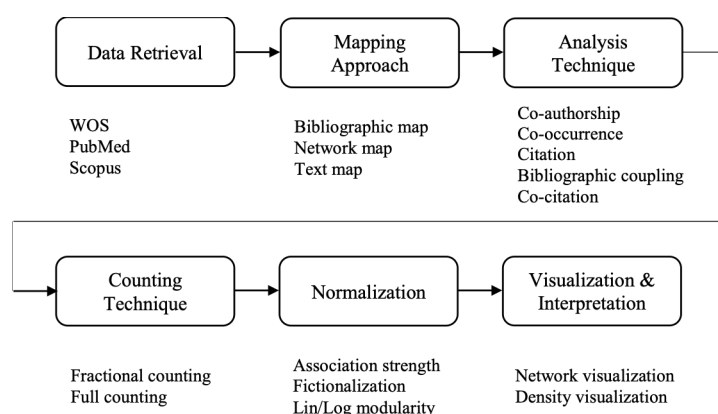 Data Retrieval
Mapping
Approach
Analysis
Technique
WOS
PubMed
Scopus
Bibliographic map
Network map
Text map
Co-authorship
Co-occurrence
Citation
Bibliographic coupling
Co-citation
Counting
Technique
Normalization
Visualization &
Interpretation
Fractional counting
Full counting
Association strength
Fictionalization
Lin/Log modularity
Network visualization
Density visualization